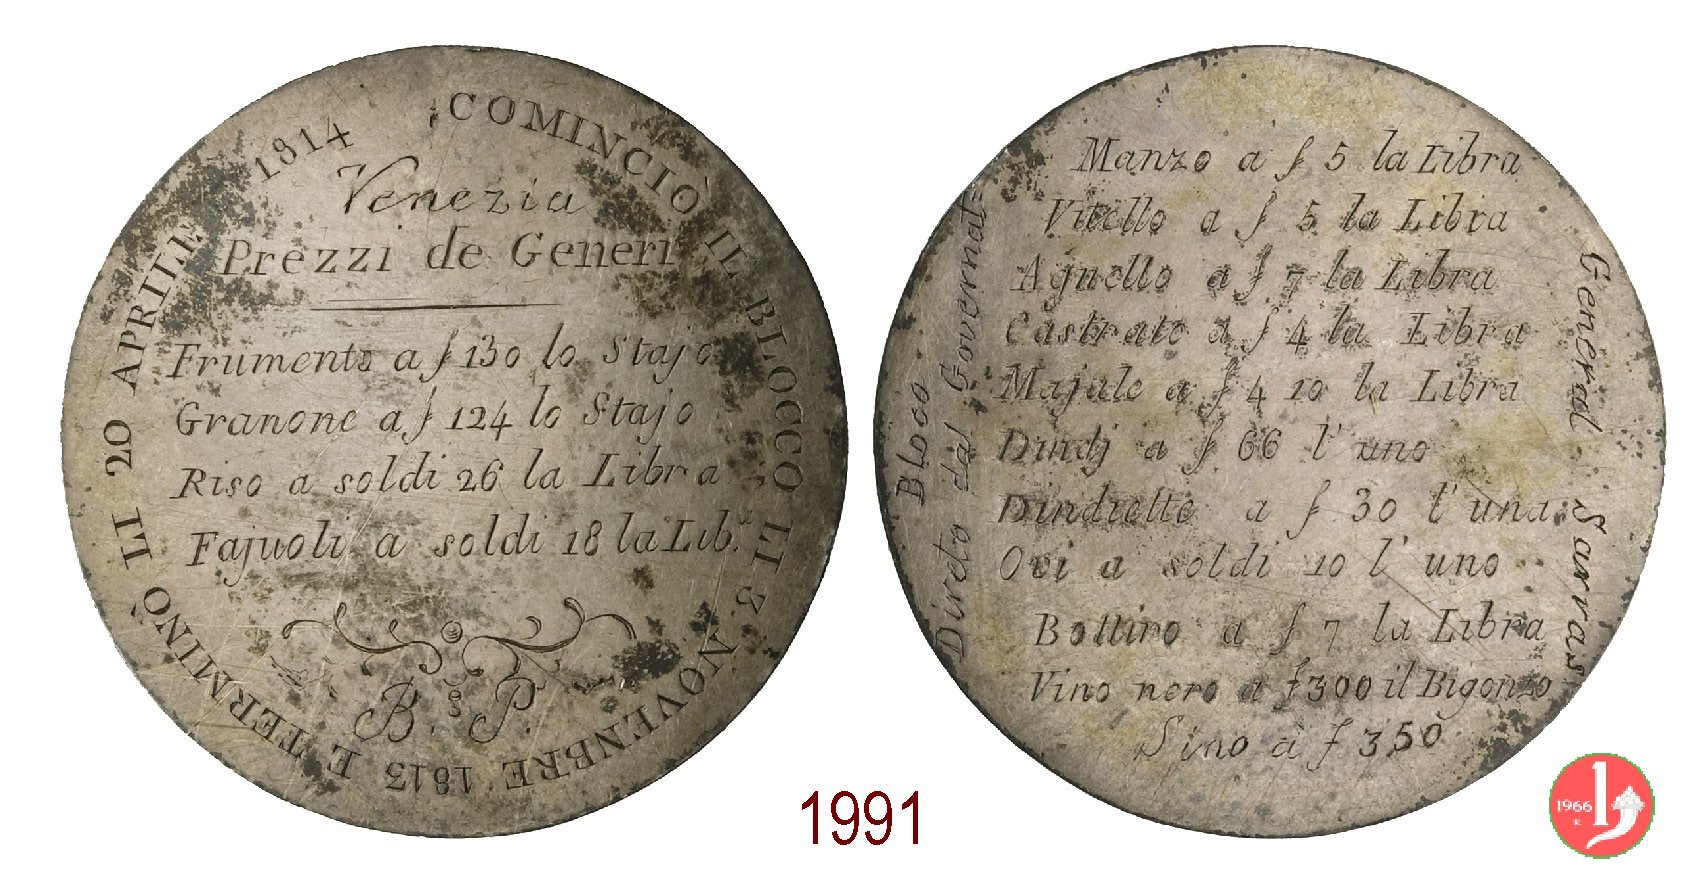 COMINCIÒ IL BLOCCO LI 3 NOVENBRE 1813 E TERMINÒ LI 20 APRILE 1814
Venezia
Prezzi de Generi
Frumento a f 130 lo Stajo
Granone a f 124 lo Stajo
Riso a soldi 26 la Libra
Fajuoli a soldi 18 la Lib.a
B. P.
Bloco
Direto dal Governat=
Manzo a f 5 la Libra
Vitello a f 5 la Libra
Agnello a f 7 la Libra
Castrato a f 4 la Libra
Majale a f 4 10 la Libra
Dindj a f 66 l'uno
Dindiette a f 30 l'una
Ovi a soldi 10 l'uno
Bottiro a f 7 la Libra
Vino nero a f 300 il Bigonzo
Sino a f 350
General Sarras
1991
1966
R.